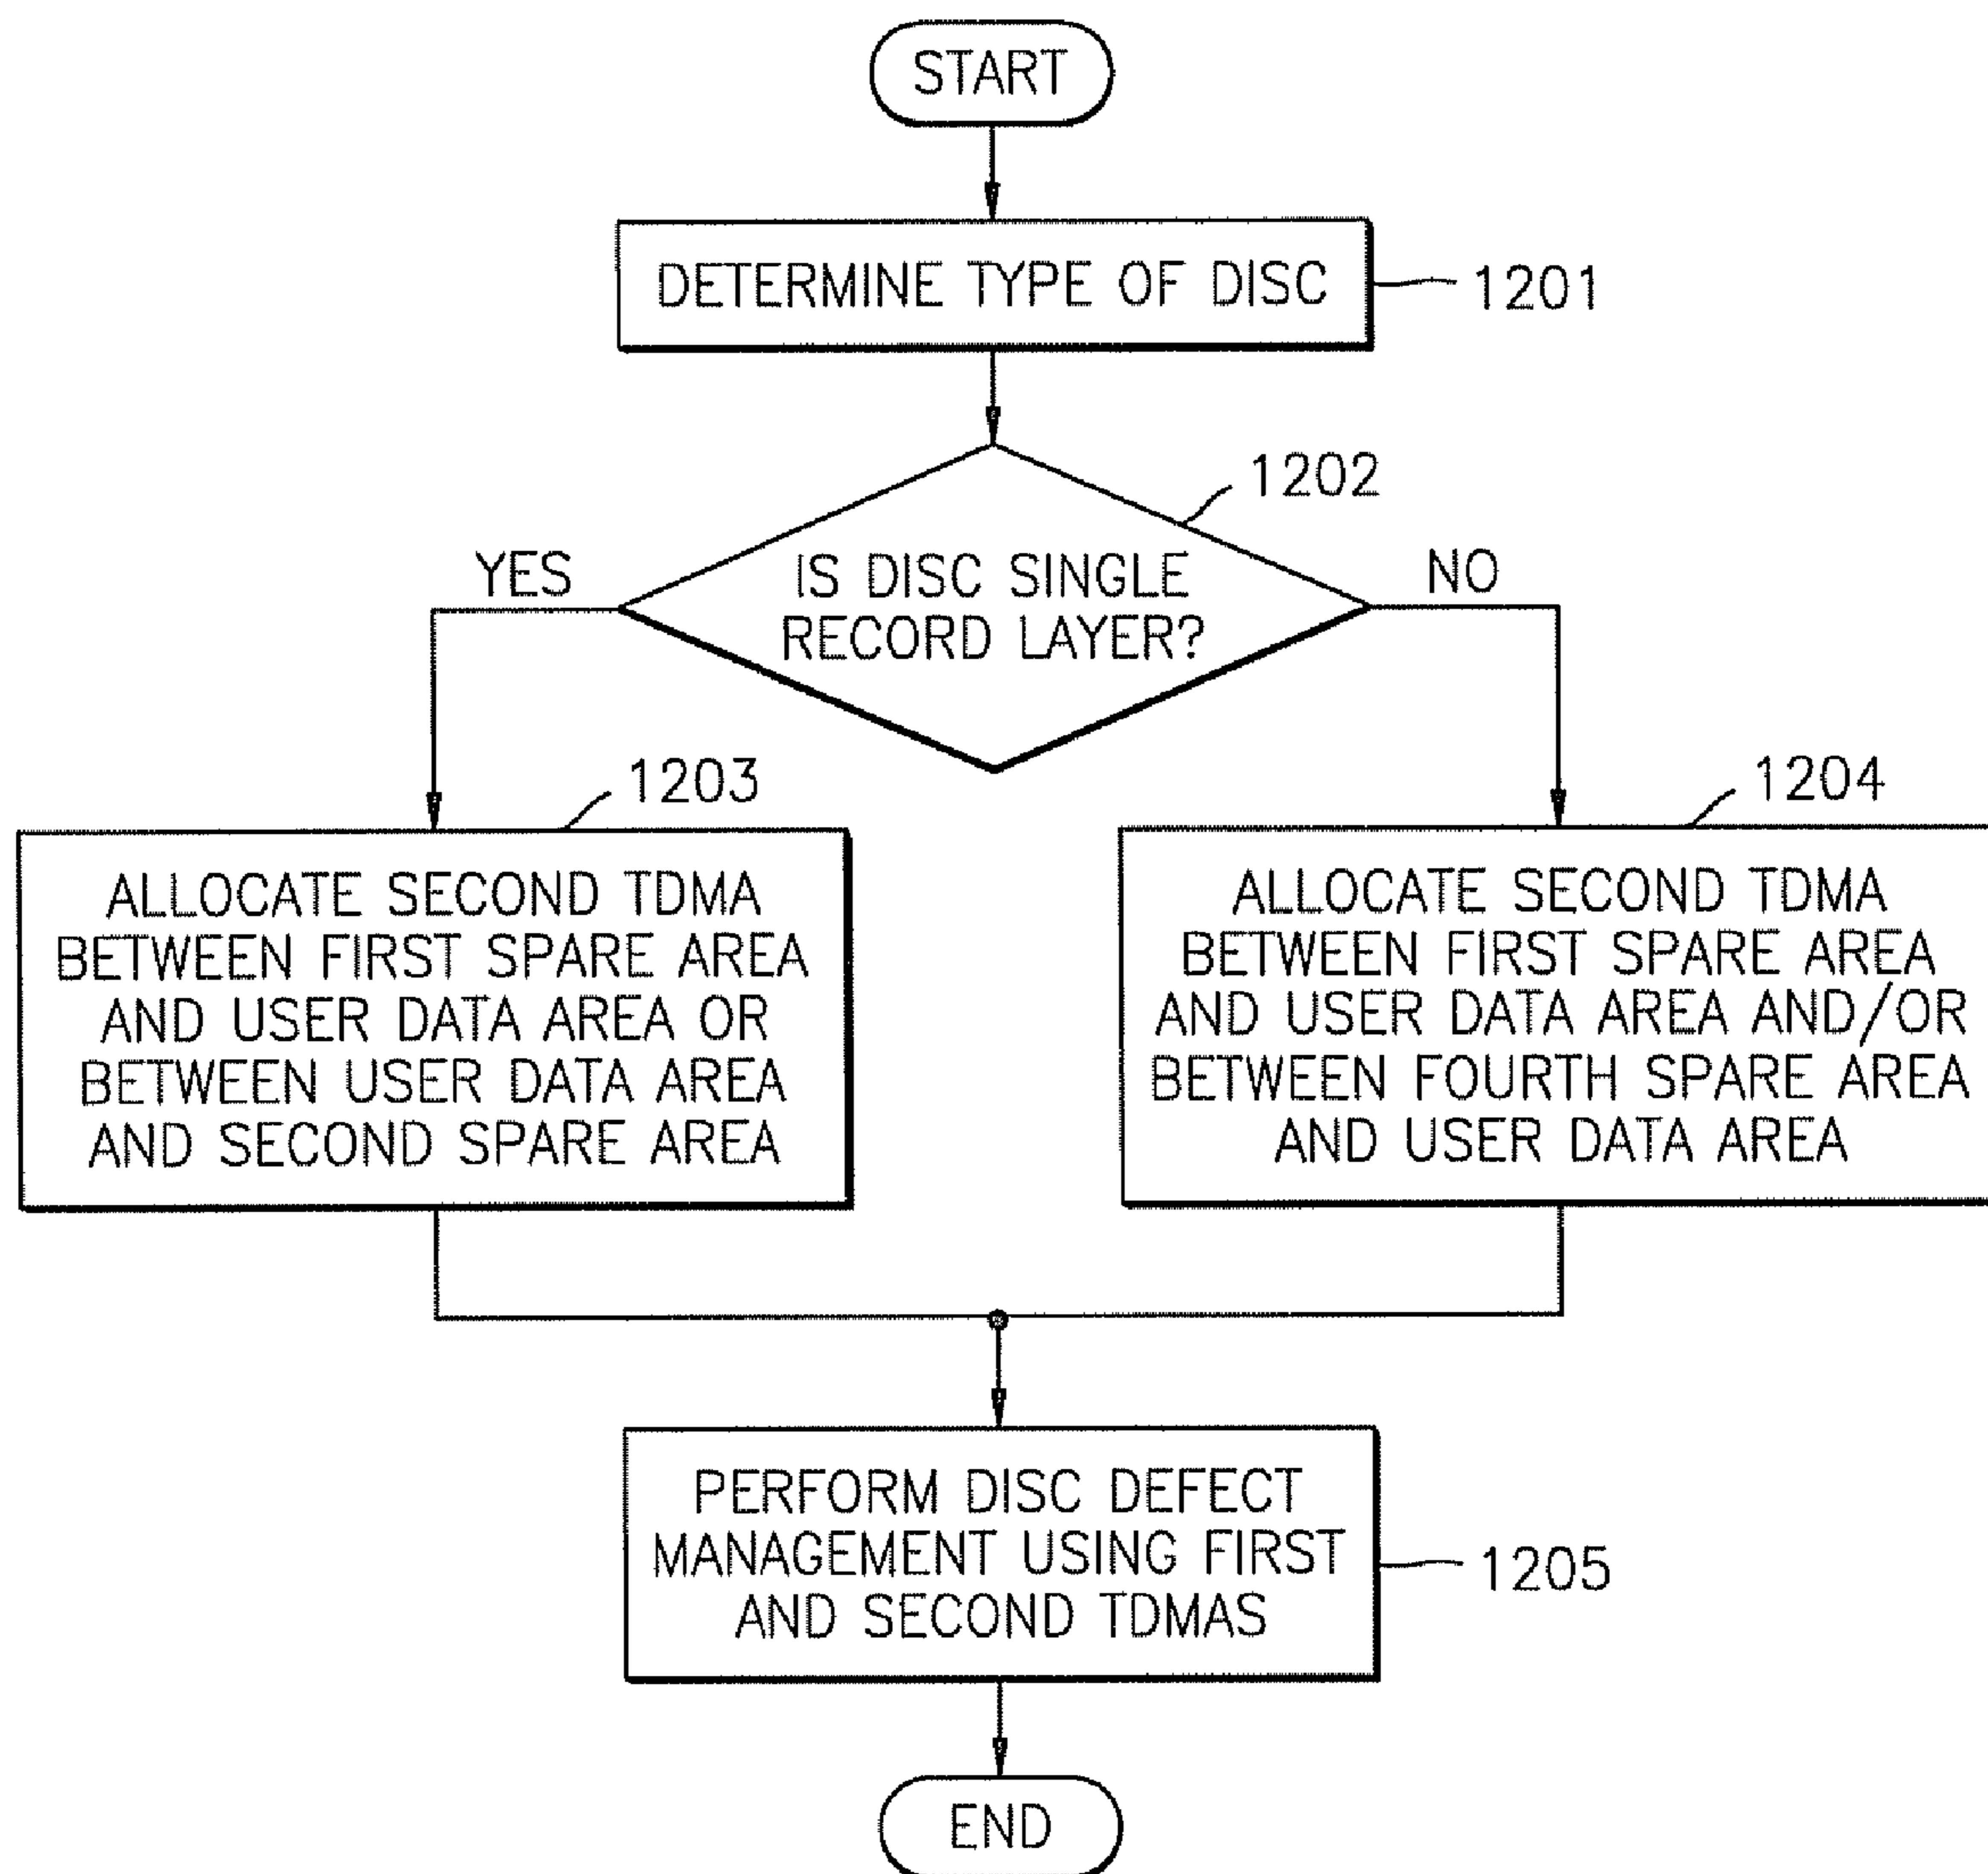 START
DETERMINE TYPE OF DISC
1201
1202
IS DISC SINGLE
RECORD LAYER?
YES
NO
1203
ALLOCATE SECOND TDMA
BETWEEN FIRST SPARE AREA
AND USER DATA AREA OR
BETWEEN USER DATA AREA
AND SECOND SPARE AREA
1204
ALLOCATE SECOND TDMA
BETWEEN FIRST SPARE AREA
AND USER DATA AREA AND/OR
BETWEEN FOURTH SPARE AREA
AND USER DATA AREA
PERFORM DISC DEFECT
MANAGEMENT USING FIRST
AND SECOND TDMAS
1205
END